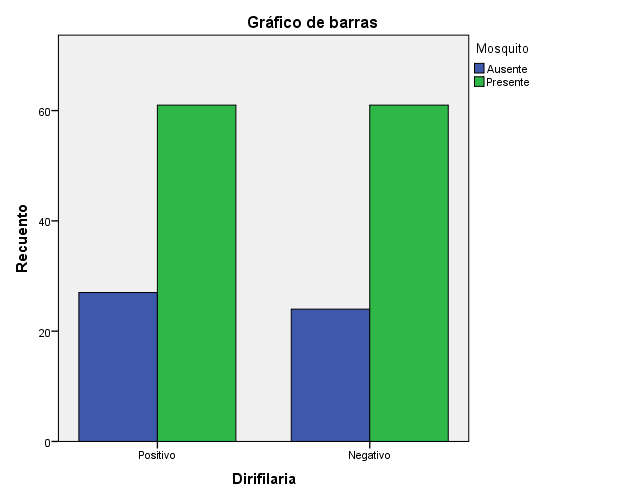 Gráfico de barras
Mosquito
Ausente
Presente
Recuento
60
40
20
0
Positivo
Negativo
Dirifilaria